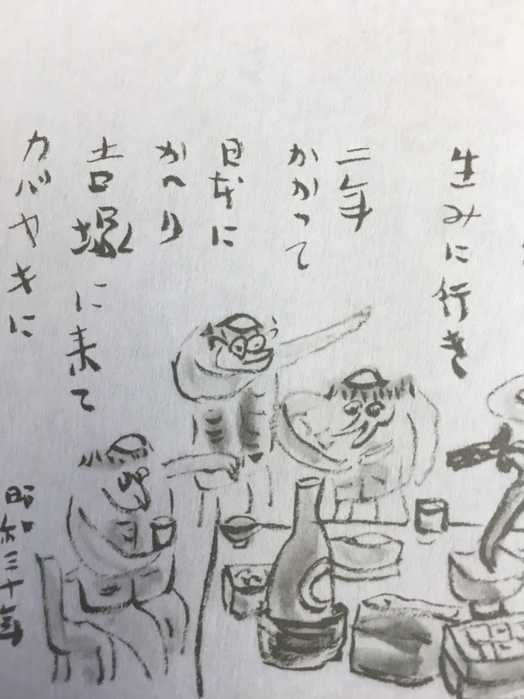 生みに行き
二年
かかって
日本に
かへり
吉塚に来て
カバヤキに
昭和三十年